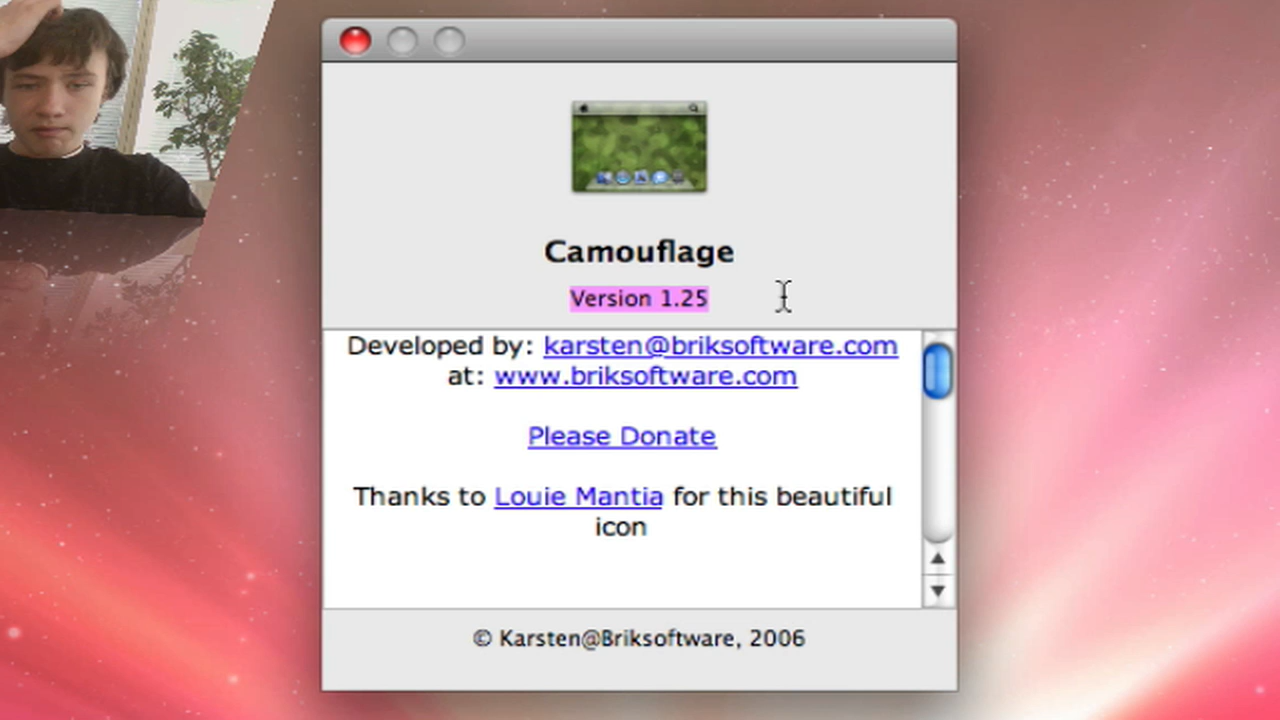 Camouflage
Version 1.25
Developed by: karsten@briksoftware.com
at: www.briksoftware.com
Please Donate
Thanks to Louie Mantia for this beautiful
icon
© Karsten@Briksoftware, 2006